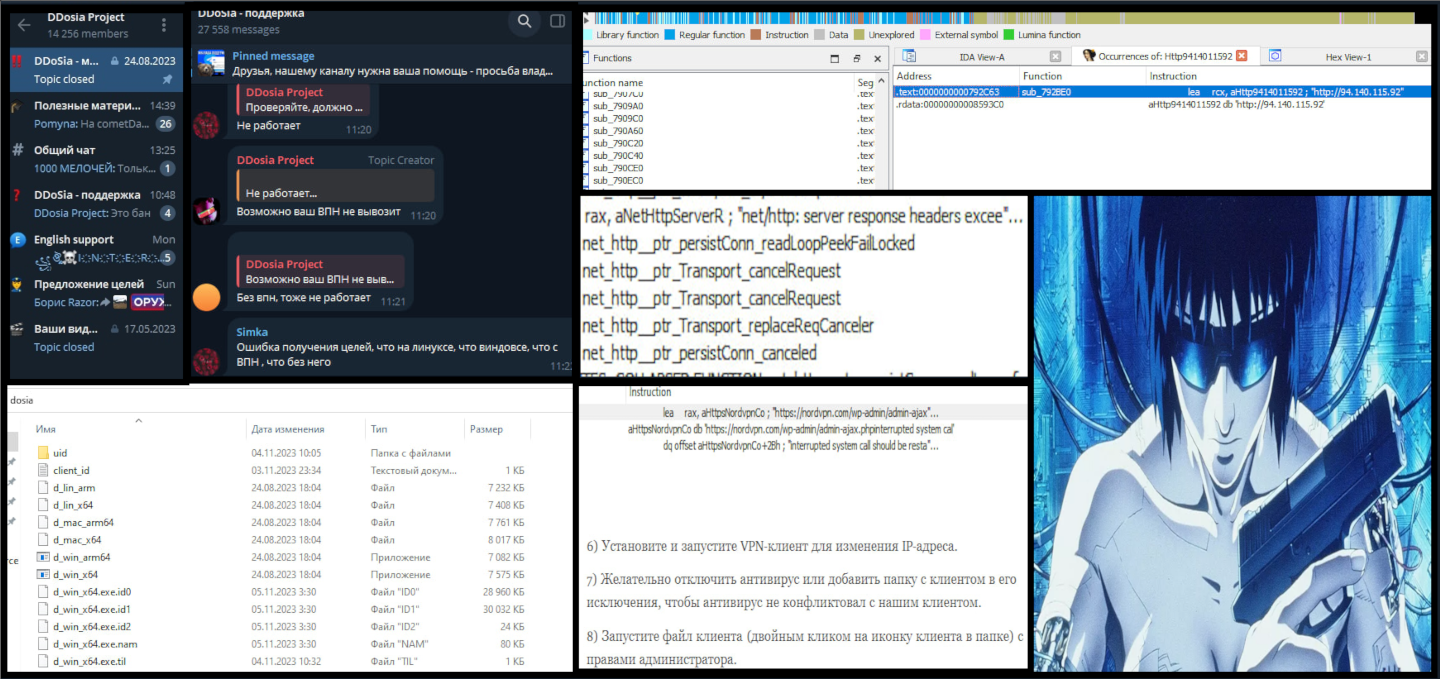 DDosia Project
14 256 members
DDoSia - м... 24.08.2023
Topic closed
Полезные матери... 14:39
Pomyna: На cometDa... 26
# Общий чат 13:25
1000 МЕЛОЧЕЙ: Тольк... 1
DDoSia - поддержка 10:48
DDosia Project: Это бан 4
E English support Mon
5
Предложение целей Sun
Борис Razor: ОРУЖ...
Ваши вид... 17.05.2023
Topic closed
DDoSia - поддержка
27 558 messages
Pinned message
Друзья, нашему каналу нужна ваша помощь - просьба влад...
DDosia Project
Проверяйте, должно ...
Не работает 11:20
DDosia Project Topic Creator
Не работает...
Возможно ваш ВПН не вывозит 11:20
DDosia Project
Возможно ваш ВПН не выв...
Без впн, тоже не работает 11:21
Simka
Ошибка получения целей, что на линуксе, что виндовсе, что с
ВПН , что без него
Library function Regular function Instruction Data Unexplored External symbol Lumina function
Functions
unction name Seg
sub_7907C0 .tex
sub_7909A0 .tex
sub_7909C0 .tex
sub_790A60 .tex
sub_790C20 .tex
sub_790C40 .tex
sub_790CE0 .tex
sub_790EC0 .tex
IDA View-A Occurrences of: Http9414011592 Hex View-1
Address Function Instruction
.text:0000000000792C63 sub_792BE0 lea rcx, aHttp9414011592 ; "http://94.140.115.92"
.rdata:00000000008593C0 aHttp9414011592 db 'http://94.140.115.92'
rax, aNetHttpServerR ; "net/http: server response headers excee"...
net_http__ptr_persistConn_readLoopPeekFailLocked
net_http__ptr_Transport_cancelRequest
net_http__ptr_Transport_cancelRequest
net_http__ptr_Transport_replaceReqCanceler
net_http__ptr_persistConn_canceled
dosia
Имя Дата изменения Тип Размер
uid 04.11.2023 10:05 Папка с файлами
client_id 03.11.2023 23:34 Текстовый докум... 1 КБ
d_lin_arm 24.08.2023 18:04 Файл 7 232 КБ
d_lin_x64 24.08.2023 18:04 Файл 7 408 КБ
d_mac_arm64 24.08.2023 18:04 Файл 7 761 КБ
d_mac_x64 24.08.2023 18:04 Файл 8 017 КБ
d_win_arm64 24.08.2023 18:04 Приложение 7 082 КБ
d_win_x64 24.08.2023 18:04 Приложение 7 575 КБ
d_win_x64.exe.id0 05.11.2023 3:30 Файл "ID0" 28 960 КБ
d_win_x64.exe.id1 05.11.2023 3:30 Файл "ID1" 30 032 КБ
d_win_x64.exe.id2 05.11.2023 3:30 Файл "ID2" 24 КБ
d_win_x64.exe.nam 05.11.2023 3:30 Файл "NAM" 80 КБ
d_win_x64.exe.til 04.11.2023 10:32 Файл "TIL" 1 КБ
Instruction
lea rax, aHttpsNordvpnCo ; "https://nordvpn.com/wp-admin/admin-ajax"...
aHttpsNordvpnCo db 'https://nordvpn.com/wp-admin/admin-ajax.phpinterrupted system cal'
dq offset aHttpsNordvpnCo+2Bh ; "interrupted system call should be resta"...
6) Установите и запустите VPN-клиент для изменения IP-адреса.
7) Желательно отключить антивирус или добавить папку с клиентом в его
исключения, чтобы антивирус не конфликтовал с нашим клиентом.
8) Запустите файл клиента (двойным кликом на иконку клиента в папке) с
правами администратора.